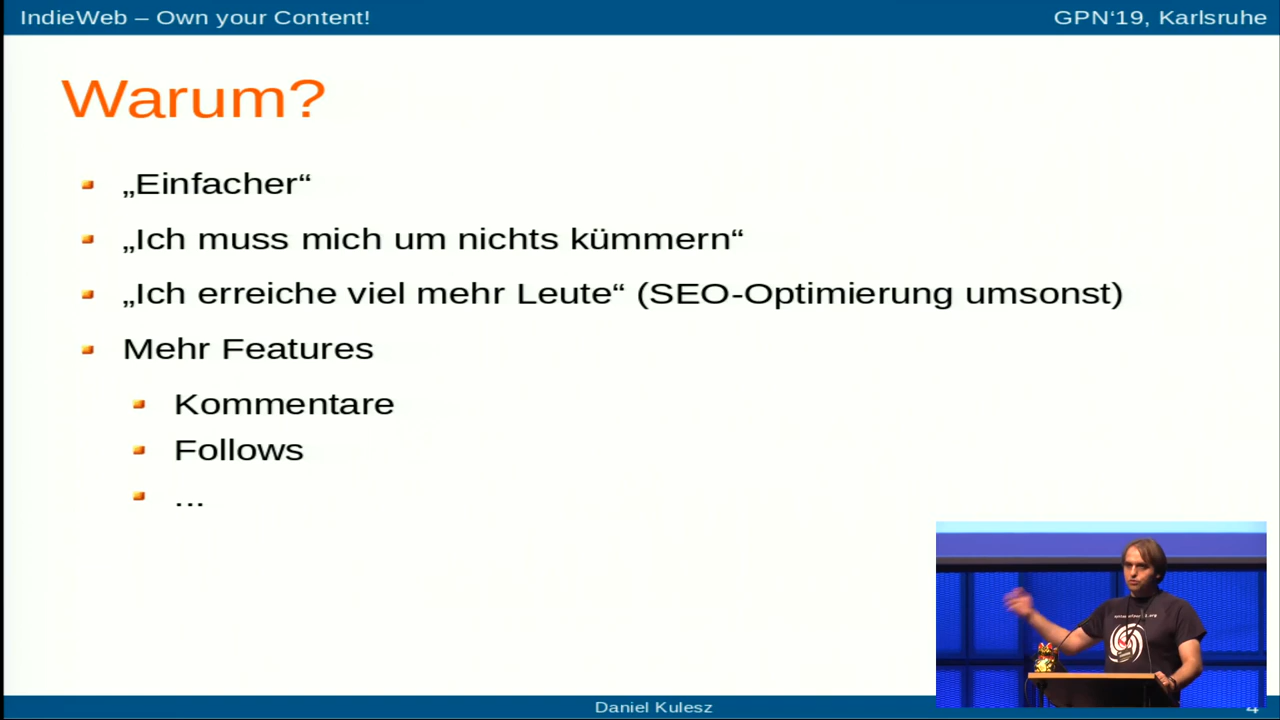 IndieWeb – Own your Content!
GPN‘19, Karlsruhe
Warum?
„Einfacher“
„Ich muss mich um nichts kümmern“
„Ich erreiche viel mehr Leute“ (SEO-Optimierung umsonst)
Mehr Features
Kommentare
Follows
...
Daniel Kulesz
4